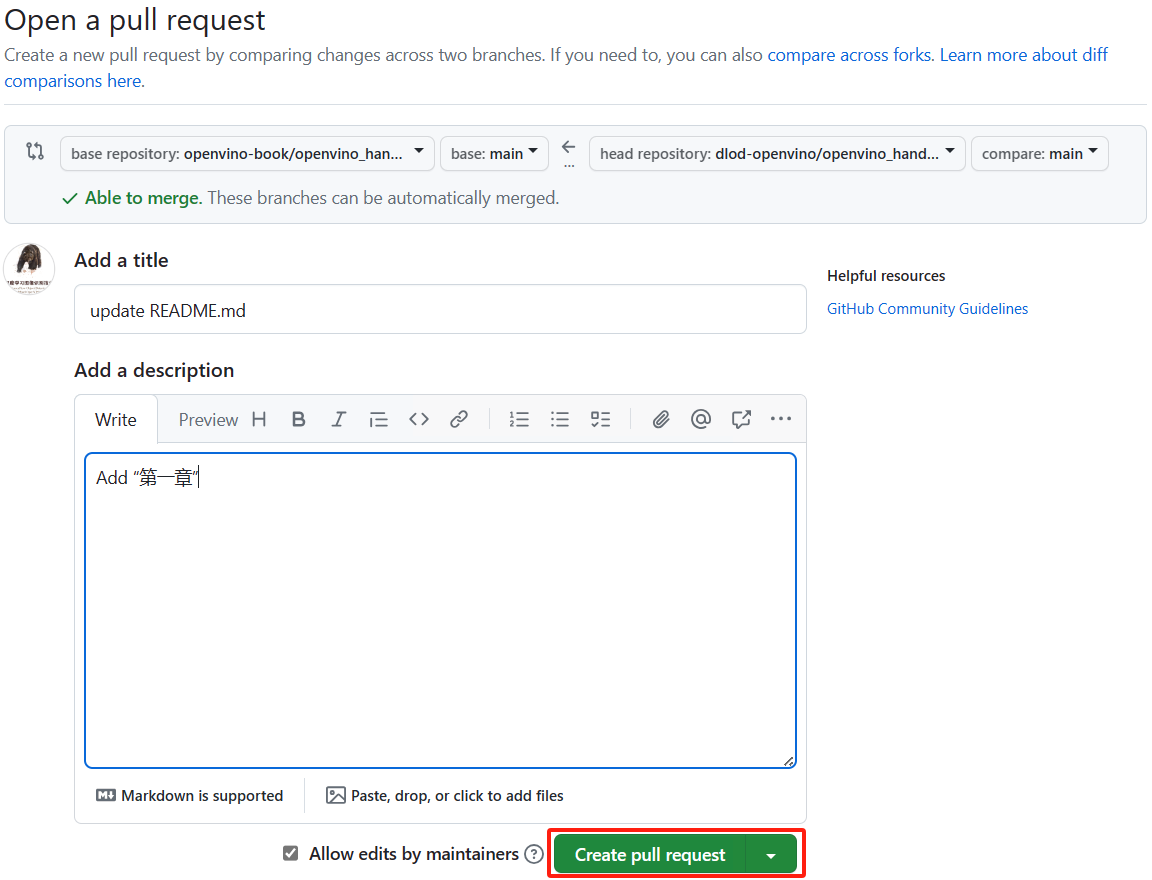 Open a pull request
Create a new pull request by comparing changes across two branches. If you need to, you can also compare across forks. Learn more about diff
comparisons here.
base repository: openvino-book/openvino_han... base: main ← ... head repository: dlod-openvino/openvino_hand... compare: main
Able to merge. These branches can be automatically merged.
Add a title
Helpful resources
update README.md
GitHub Community Guidelines
Add a description
Write Preview
Add “第一章”
Markdown is supported Paste, drop, or click to add files
Allow edits by maintainers Create pull request